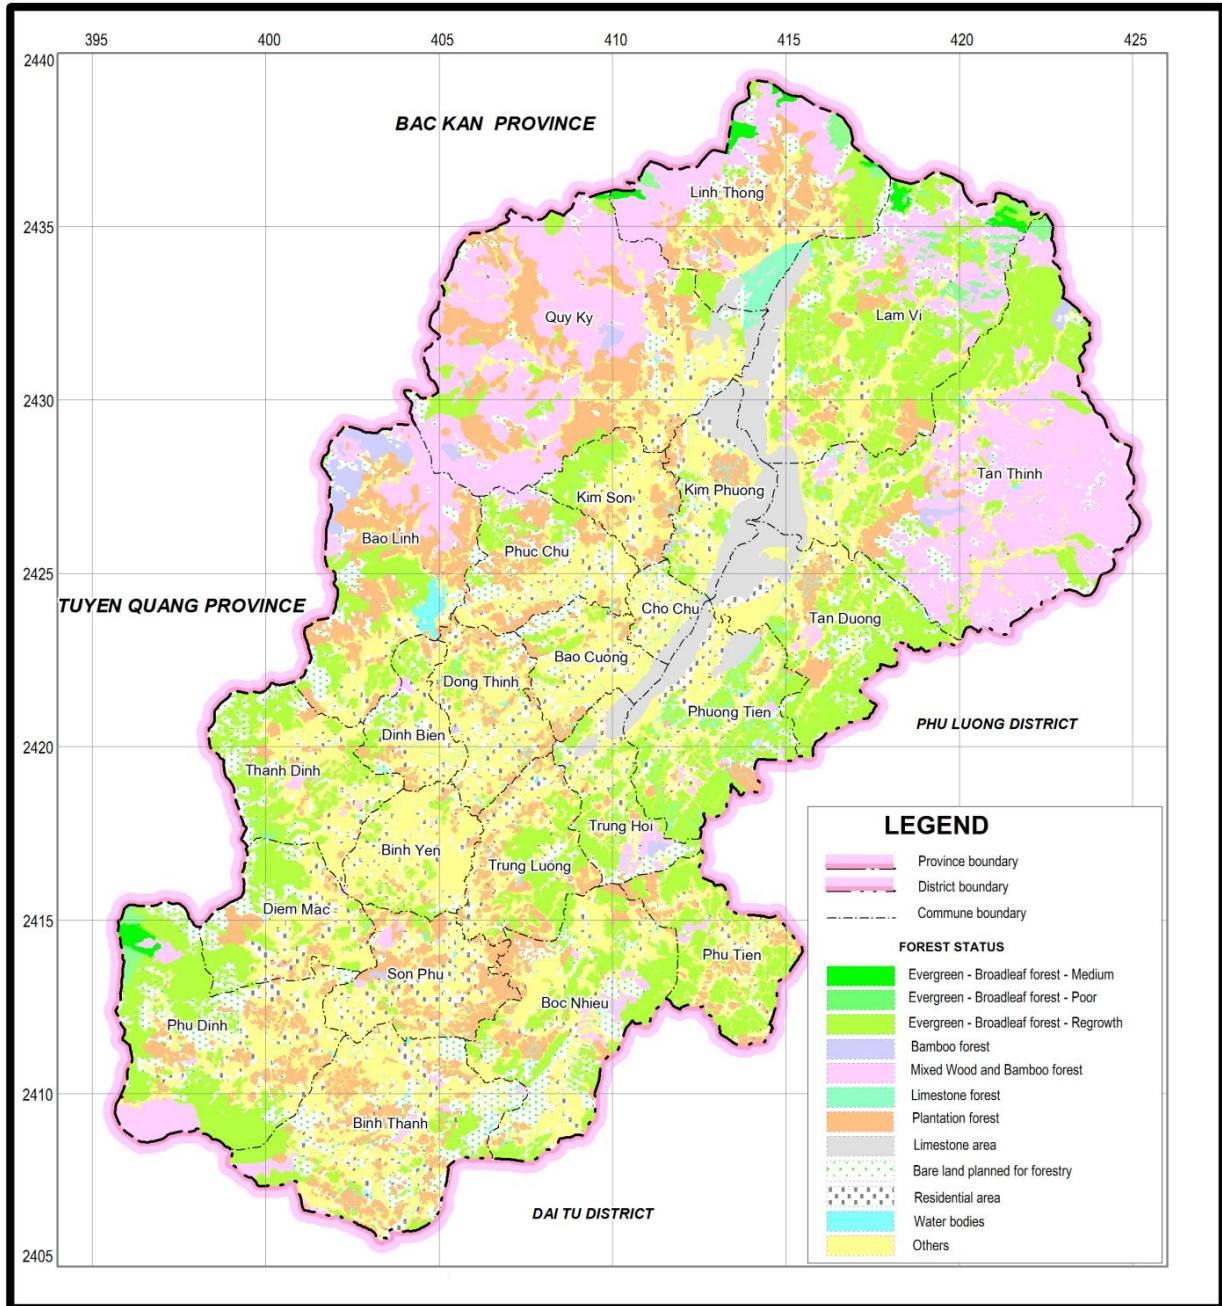 395 400 405 410 415 420 425
2440
BAC KAN PROVINCE
Linh Thong
2435
Quy Ky
Lam Vi
2430
Tan Thinh
Kim Son
Kim Phuong
Bao Linh
Phuc Chu
2425
TUYEN QUANG PROVINCE
Cho Chu
Tan Duong
Bao Cuong
Dong Thinh
Phuong Tien
PHU LUONG DISTRICT
Dinh Bien
2420
Thanh Dinh
Trung Hoi
Binh Yen
Trung Luong
Diem Mac
2415
Phu Tien
Son Phu
Boc Nhieu
Phu Dinh
2410
Binh Thanh
DAI TU DISTRICT
2405
LEGEND
Province boundary
District boundary
Commune boundary
FOREST STATUS
Evergreen - Broadleaf forest - Medium
Evergreen - Broadleaf forest - Poor
Evergreen - Broadleaf forest - Regrowth
Bamboo forest
Mixed Wood and Bamboo forest
Limestone forest
Plantation forest
Limestone area
Bare land planned for forestry
Residential area
Water bodies
Others